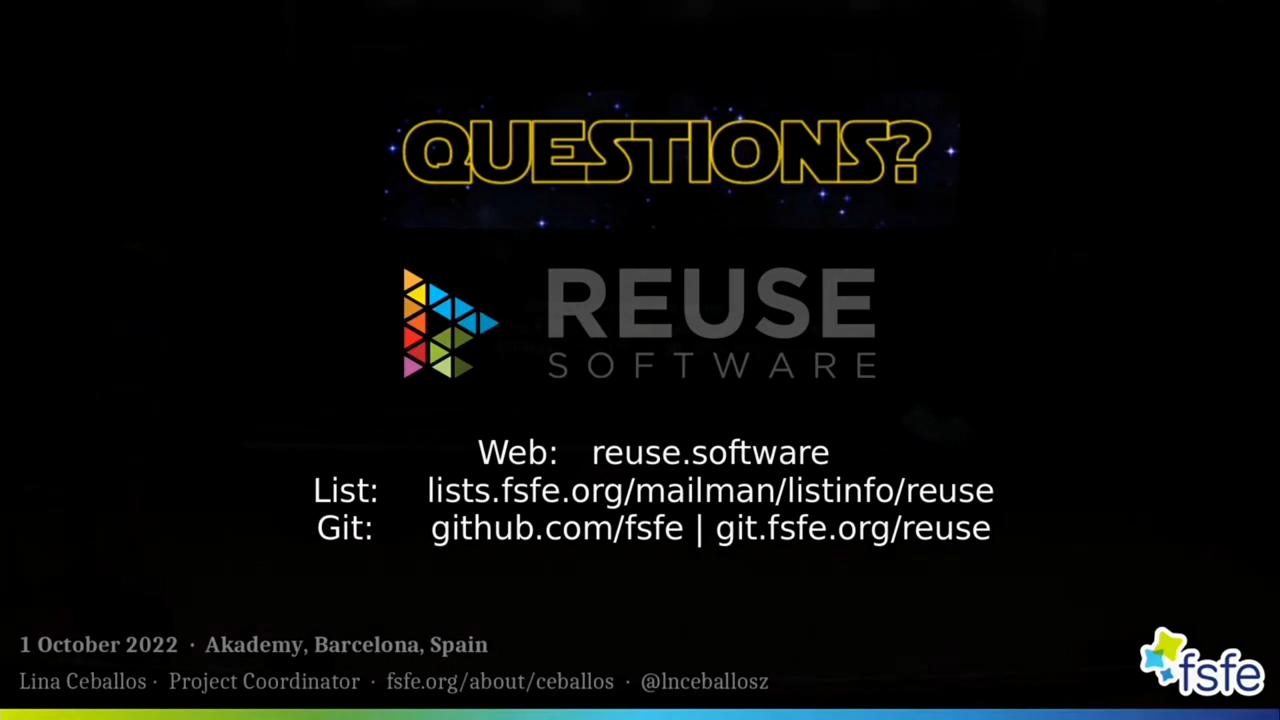 QUESTIONS?
REUSE
SOFTWARE
Web: reuse.software
List: lists.fsfe.org/mailman/listinfo/reuse
Git: github.com/fsfe | git.fsfe.org/reuse
1 October 2022 · Akademy, Barcelona, Spain
Lina Ceballos · Project Coordinator · fsfe.org/about/ceballos · @lnceballosz
fsfe